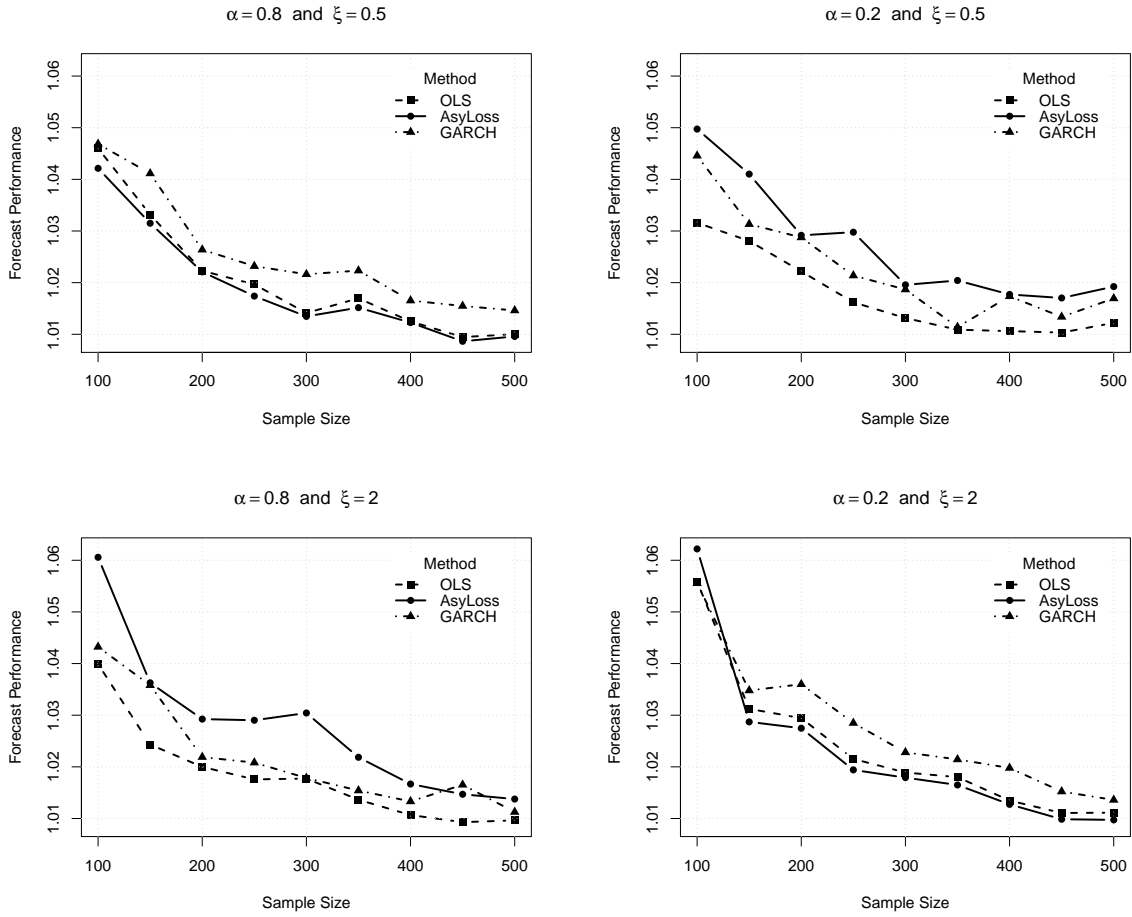 α = 0.8 and ξ = 0.5
Forecast Performance
1.01 1.02 1.03 1.04 1.05 1.06
Method
OLS
AsyLoss
GARCH
100 200 300 400 500
Sample Size
α = 0.2 and ξ = 0.5
Forecast Performance
1.01 1.02 1.03 1.04 1.05 1.06
Method
OLS
AsyLoss
GARCH
100 200 300 400 500
Sample Size
α = 0.8 and ξ = 2
Forecast Performance
1.01 1.02 1.03 1.04 1.05 1.06
Method
OLS
AsyLoss
GARCH
100 200 300 400 500
Sample Size
α = 0.2 and ξ = 2
Forecast Performance
1.01 1.02 1.03 1.04 1.05 1.06
Method
OLS
AsyLoss
GARCH
100 200 300 400 500
Sample Size